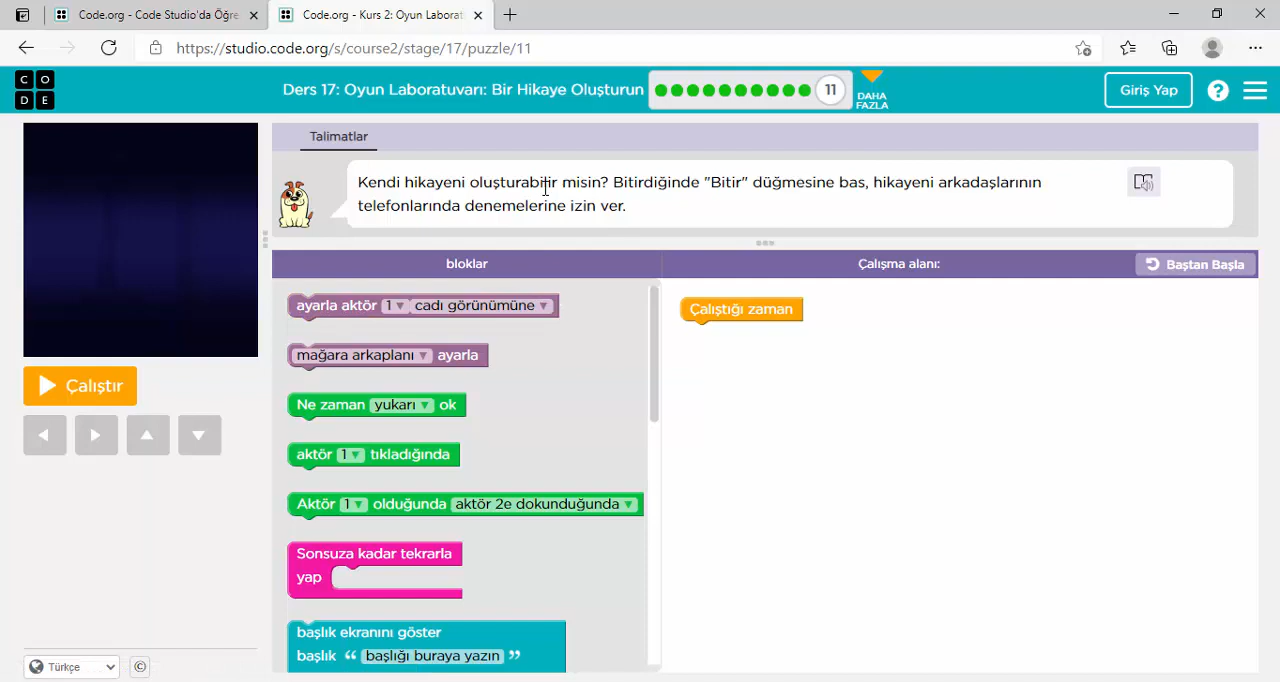 Code.org - Code Studio'da Öğre
Code.org - Kurs 2: Oyun Laborat
https://studio.code.org/s/course2/stage/17/puzzle/11
C O
D E
Ders 17: Oyun Laboratuvarı: Bir Hikaye Oluşturun
11
DAHA
FAZLA
Giriş Yap
?
Talimatlar
Kendi hikayeni oluşturabilir misin? Bitirdiğinde "Bitir" düğmesine bas, hikayeni arkadaşlarının
telefonlarında denemelerine izin ver.
bloklar
Çalışma alanı:
Baştan Başla
ayarla aktör 1 cadı görünümüne
Çalıştığı zaman
mağara arkaplanı ayarla
Çalıştır
Ne zaman yukarı ok
aktör 1 tıkladığında
Aktör 1 olduğunda aktör 2e dokunduğunda
Sonsuza kadar tekrarla
yap
başlık ekranını göster
başlık “ başlığı buraya yazın ”
Türkçe
©